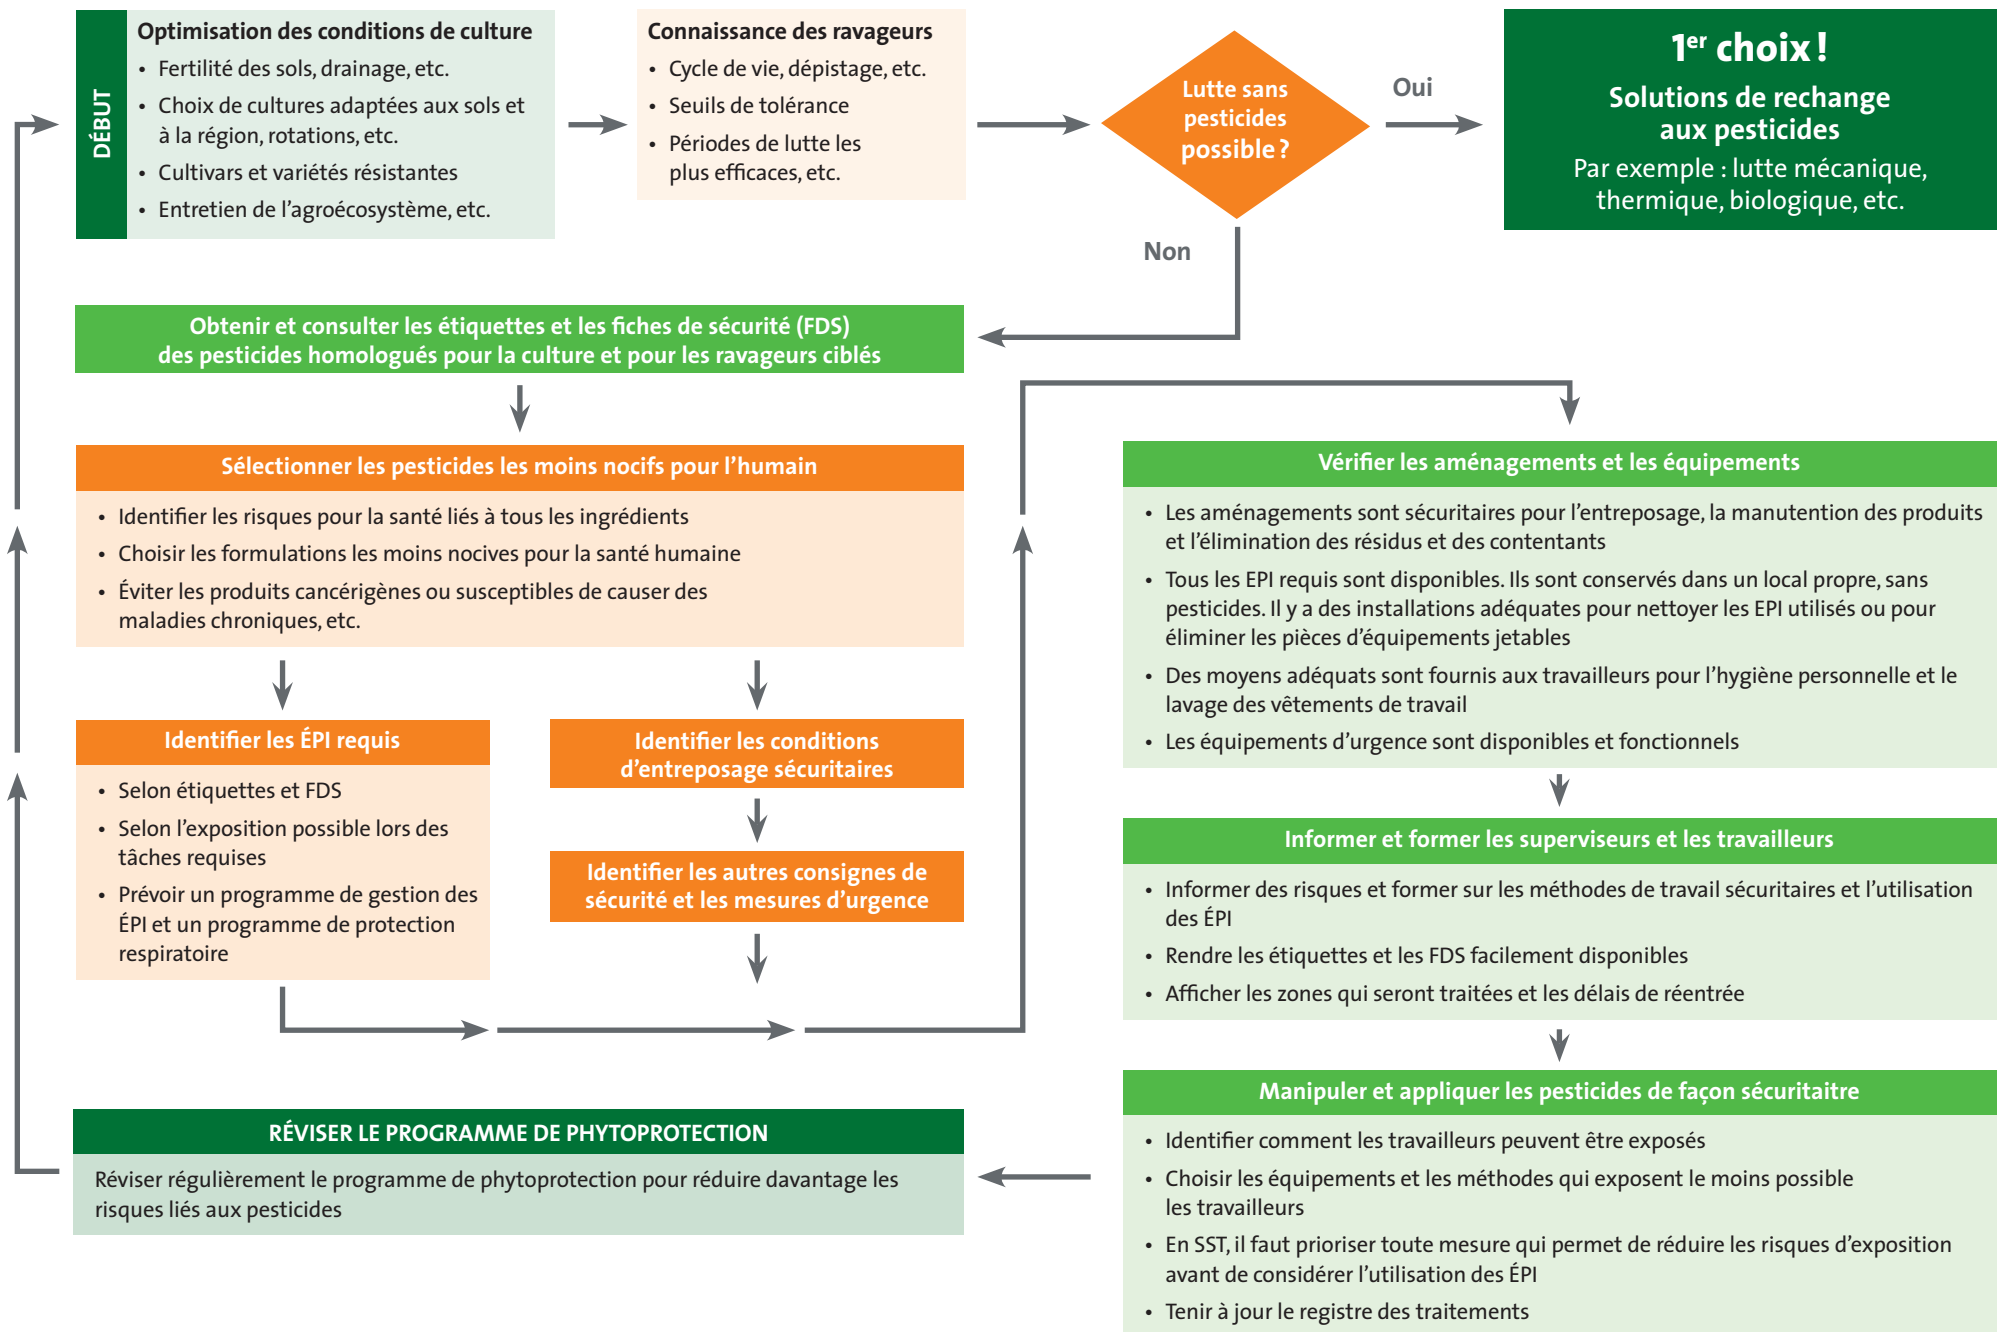 DÉBUT
Optimisation des conditions de culture
• Fertilité des sols, drainage, etc.
• Choix de cultures adaptées aux sols et
à la région, rotations, etc.
• Cultivars et variétés résistantes
• Entretien de l’agroécosystème, etc.
Connaissance des ravageurs
• Cycle de vie, dépistage, etc.
• Seuils de tolérance
• Périodes de lutte les
plus efficaces, etc.
Lutte sans
pesticides
possible ?
Oui
Non
1er choix !
Solutions de rechange
aux pesticides
Par exemple : lutte mécanique,
thermique, biologique, etc.
Obtenir et consulter les étiquettes et les fiches de sécurité (FDS)
des pesticides homologués pour la culture et pour les ravageurs ciblés
Sélectionner les pesticides les moins nocifs pour l’humain
• Identifier les risques pour la santé liés à tous les ingrédients
• Choisir les formulations les moins nocives pour la santé humaine
• Éviter les produits cancérigènes ou susceptibles de causer des
maladies chroniques, etc.
Identifier les ÉPI requis
• Selon étiquettes et FDS
• Selon l’exposition possible lors des
tâches requises
• Prévoir un programme de gestion des
ÉPI et un programme de protection
respiratoire
Identifier les conditions
d’entreposage sécuritaires
Identifier les autres consignes de
sécurité et les mesures d’urgence
Vérifier les aménagements et les équipements
• Les aménagements sont sécuritaires pour l’entreposage, la manutention des produits
et l’élimination des résidus et des contentants
• Tous les EPI requis sont disponibles. Ils sont conservés dans un local propre, sans
pesticides. Il y a des installations adéquates pour nettoyer les EPI utilisés ou pour
éliminer les pièces d’équipements jetables
• Des moyens adéquats sont fournis aux travailleurs pour l’hygiène personnelle et le
lavage des vêtements de travail
• Les équipements d’urgence sont disponibles et fonctionnels
Informer et former les superviseurs et les travailleurs
• Informer des risques et former sur les méthodes de travail sécuritaires et l’utilisation
des ÉPI
• Rendre les étiquettes et les FDS facilement disponibles
• Afficher les zones qui seront traitées et les délais de réentrée
Manipuler et appliquer les pesticides de façon sécuritaitre
• Identifier comment les travailleurs peuvent être exposés
• Choisir les équipements et les méthodes qui exposent le moins possible
les travailleurs
• En SST, il faut prioriser toute mesure qui permet de réduire les risques d’exposition
avant de considérer l’utilisation des ÉPI
• Tenir à jour le registre des traitements
RÉVISER LE PROGRAMME DE PHYTOPROTECTION
Réviser régulièrement le programme de phytoprotection pour réduire davantage les
risques liés aux pesticides